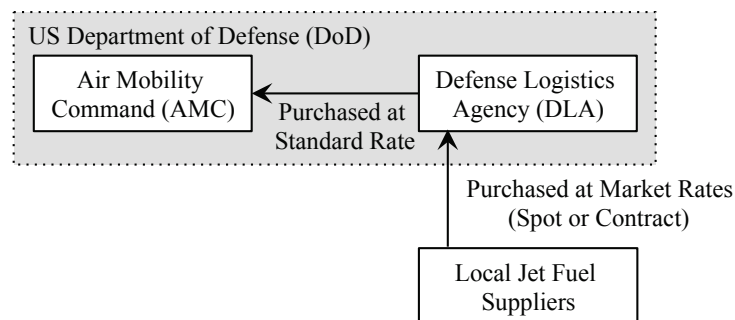 US Department of Defense (DoD)
Air Mobility
Command (AMC)
Purchased at
Standard Rate
Defense Logistics
Agency (DLA)
Purchased at Market Rates
(Spot or Contract)
Local Jet Fuel
Suppliers